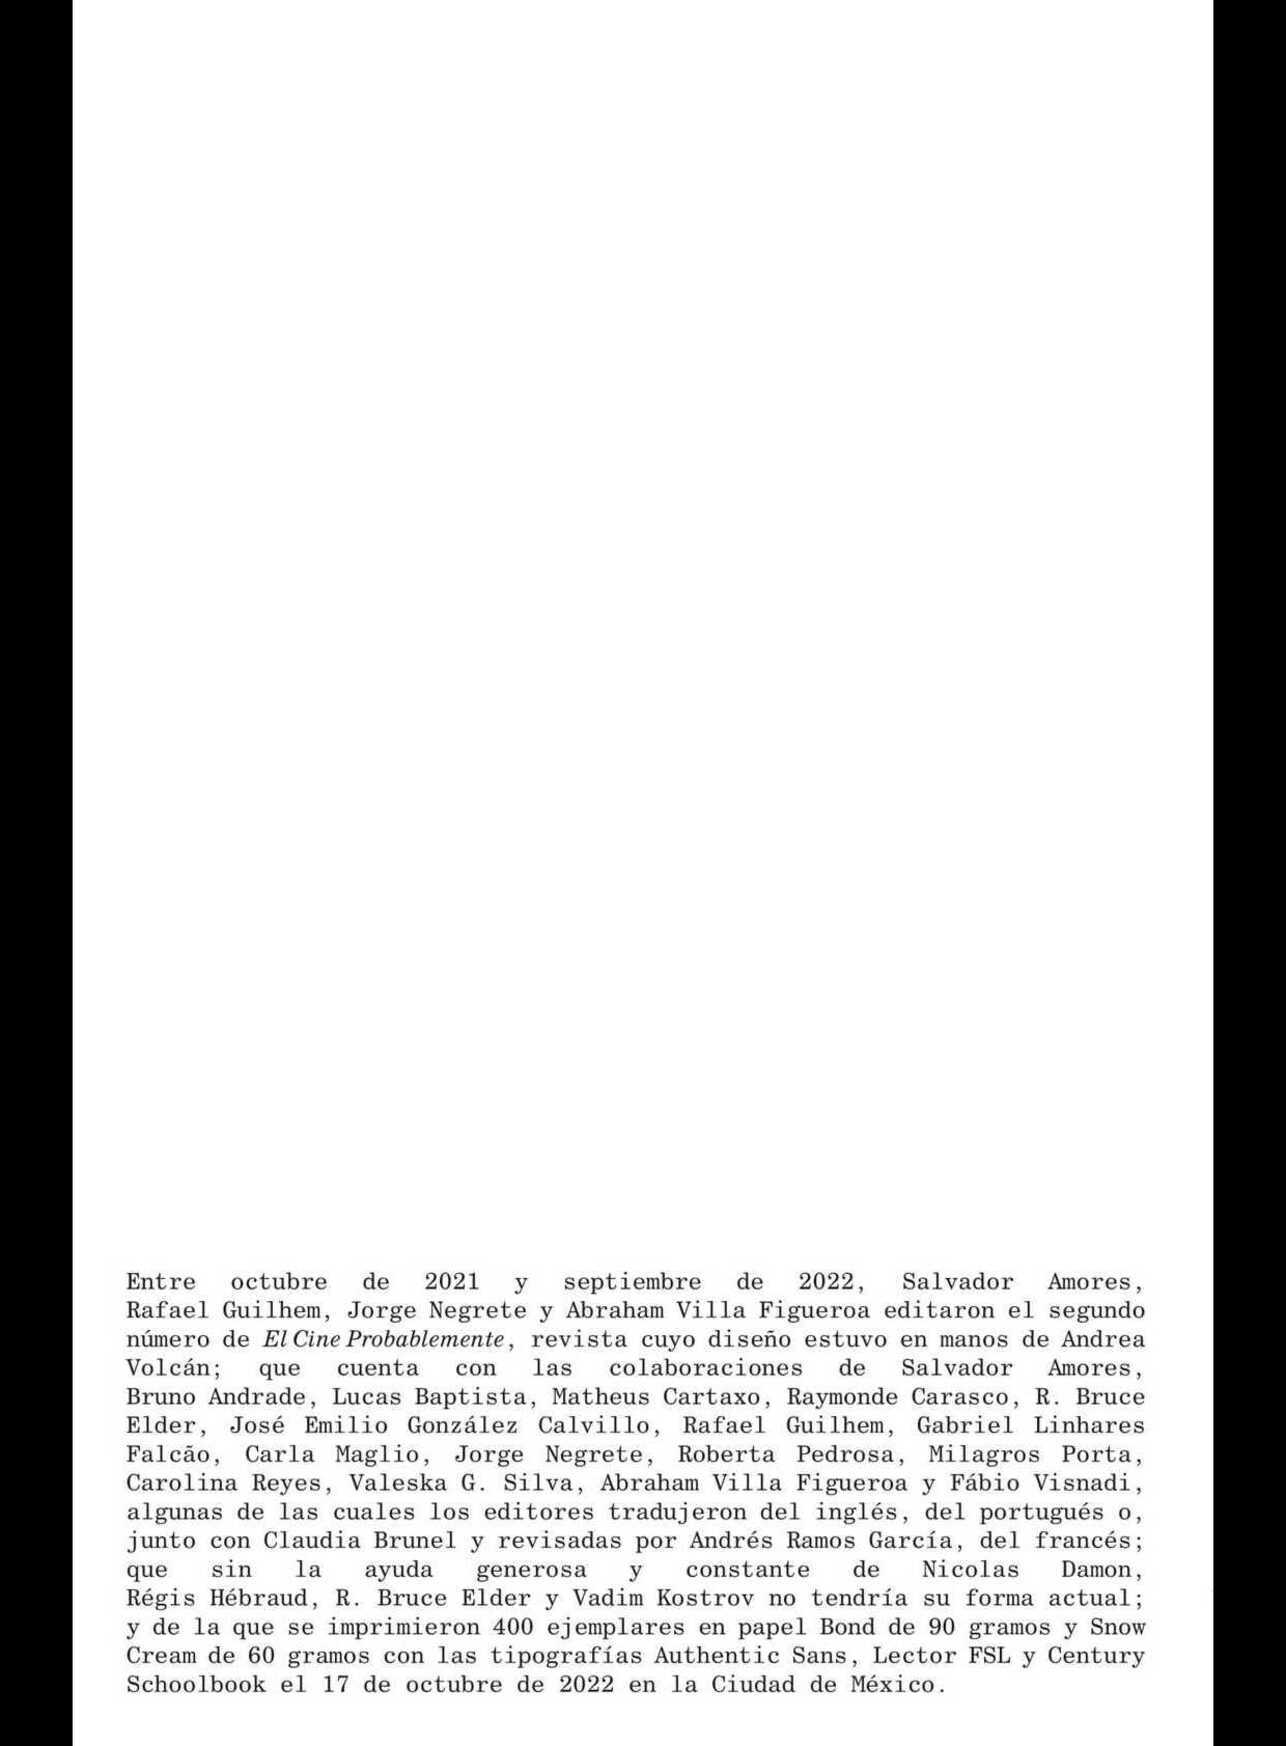 Entre octubre de 2021 y septiembre de 2022, Salvador Amores,
Rafael Guilhem, Jorge Negrete y Abraham Villa Figueroa editaron el segundo
número de El Cine Probablemente, revista cuyo diseño estuvo en manos de Andrea
Volcán; que cuenta con las colaboraciones de Salvador Amores,
Bruno Andrade, Lucas Baptista, Matheus Cartaxo, Raymonde Carasco, R. Bruce
Elder, José Emilio González Calvillo, Rafael Guilhem, Gabriel Linhares
Falcão, Carla Maglio, Jorge Negrete, Roberta Pedrosa, Milagros Porta,
Carolina Reyes, Valeska G. Silva, Abraham Villa Figueroa y Fábio Visnadi,
algunas de las cuales los editores tradujeron del inglés, del portugués o,
junto con Claudia Brunel y revisadas por Andrés Ramos García, del francés;
que sin la ayuda generosa y constante de Nicolas Damon,
Régis Hébraud, R. Bruce Elder y Vadim Kostrov no tendría su forma actual;
y de la que se imprimieron 400 ejemplares en papel Bond de 90 gramos y Snow
Cream de 60 gramos con las tipografías Authentic Sans, Lector FSL y Century
Schoolbook el 17 de octubre de 2022 en la Ciudad de México.